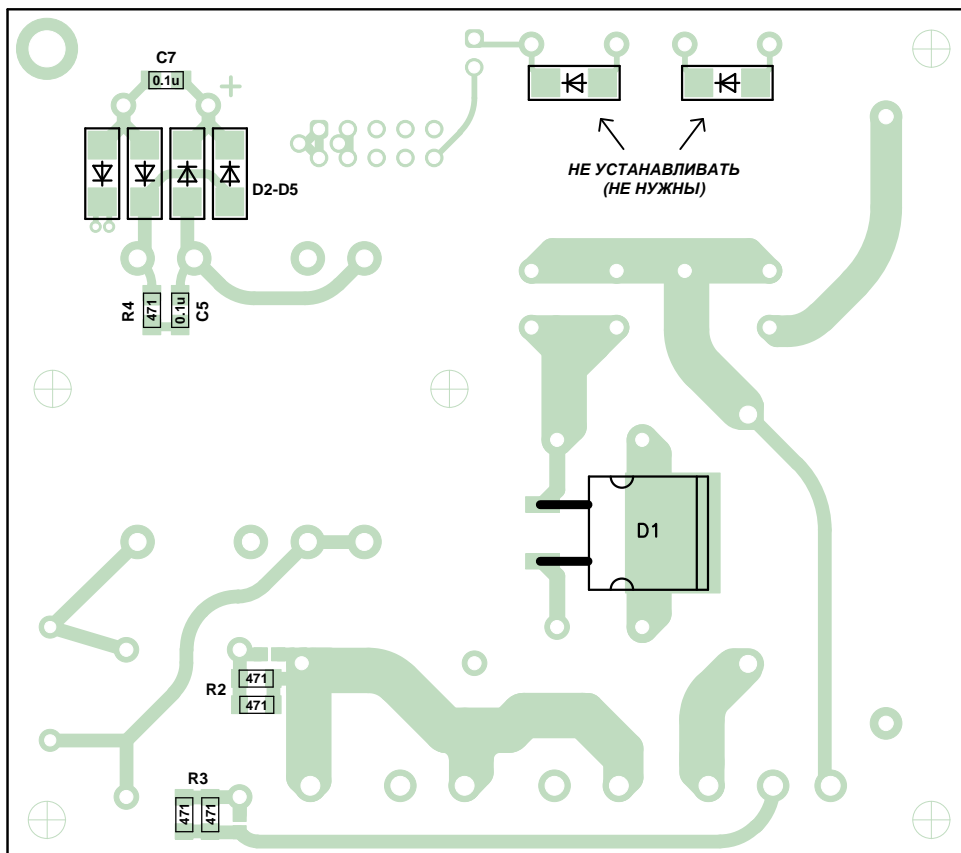 C7
0.1u
+
D2-D5
НЕ УСТАНАВЛИВАТЬ
(НЕ НУЖНЫ)
R4
471
0.1u
C5
D1
R2
471
471
R3
471
471